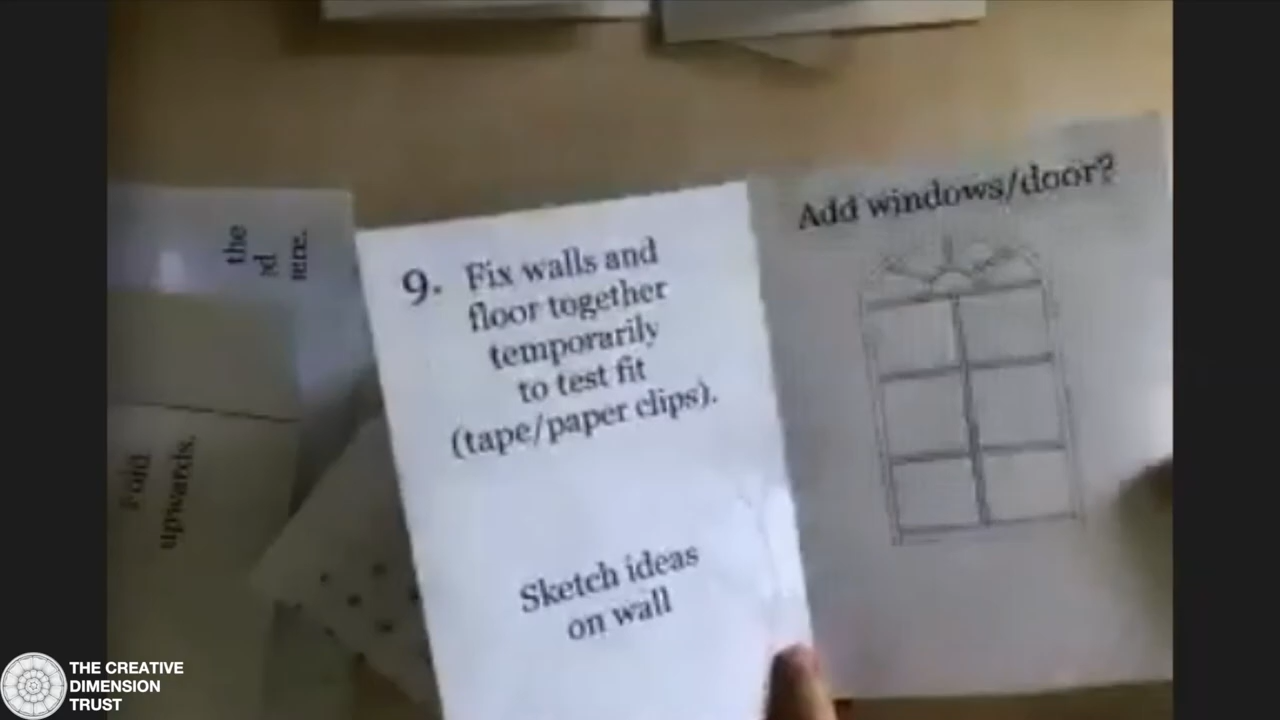 the
Fold
upwards.
9. Fix walls and
floor together
temporarily
to test fit
(tape/paper clips).
Sketch ideas
on wall
Add windows/door?
THE CREATIVE
DIMENSION
TRUST